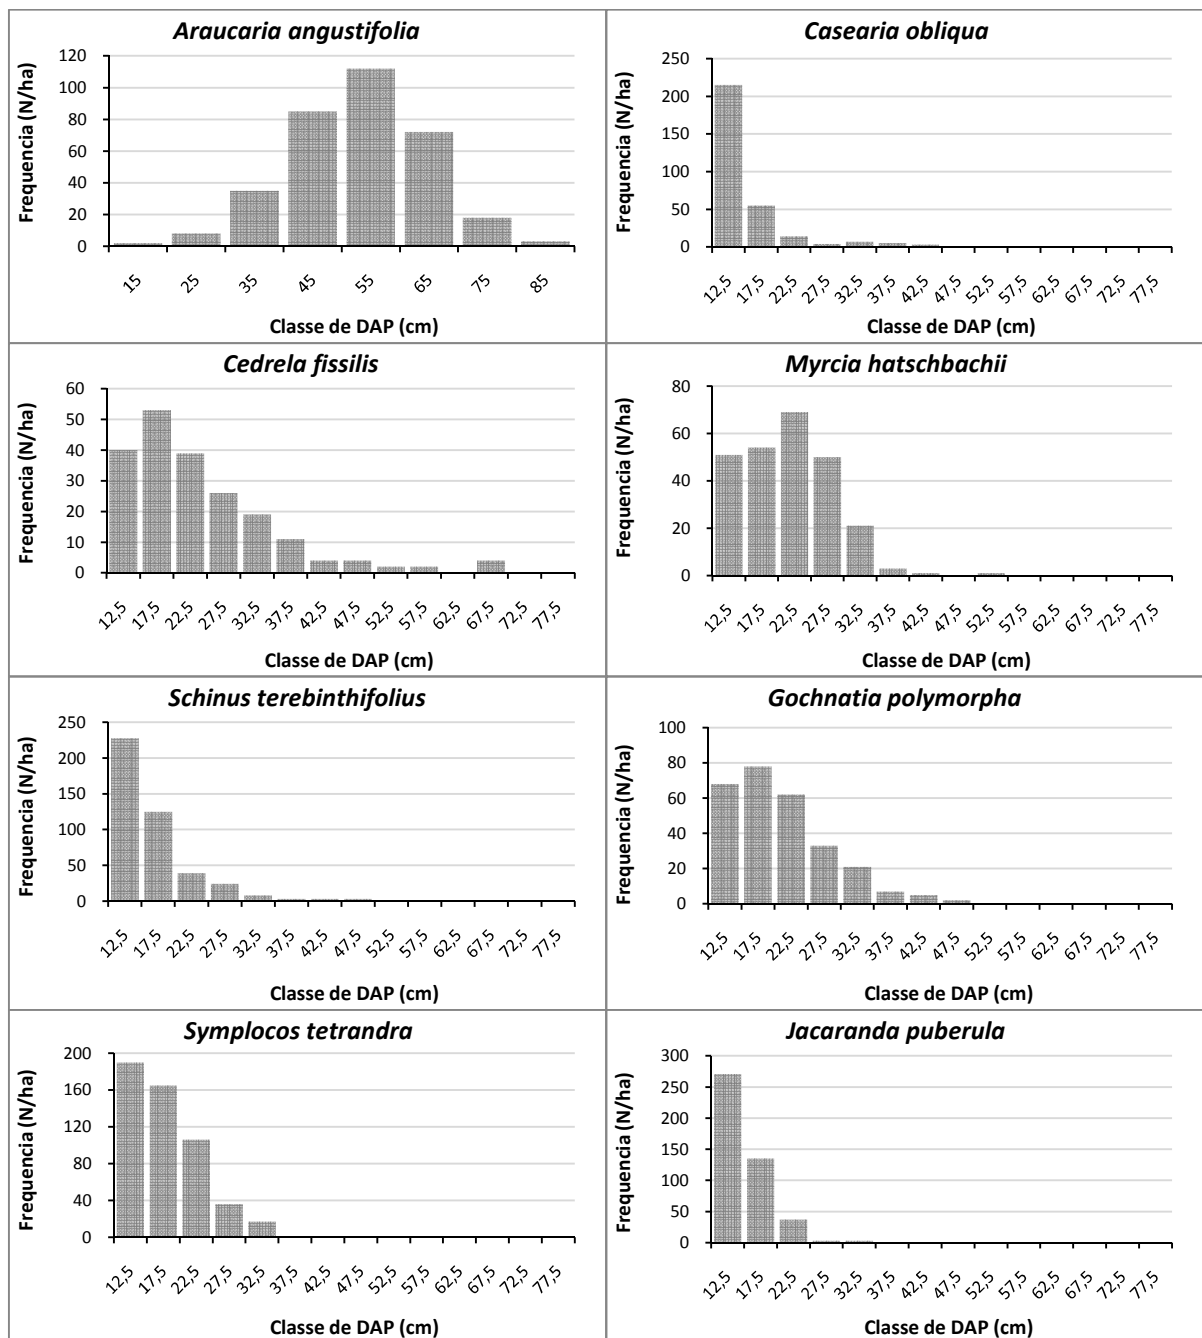 Araucaria angustifolia
Frequencia (N/ha)
120
100
80
60
40
20
0
15 25 35 45 55 65 75 85
Classe de DAP (cm)
Casearia obliqua
Frequencia (N/ha)
250
200
150
100
50
0
12,5 17,5 22,5 27,5 32,5 37,5 42,5 47,5 52,5 57,5 62,5 67,5 72,5 77,5
Classe de DAP (cm)
Cedrela fissilis
Frequencia (N/ha)
60
50
40
30
20
10
0
12,5 17,5 22,5 27,5 32,5 37,5 42,5 47,5 52,5 57,5 62,5 67,5 72,5 77,5
Classe de DAP (cm)
Myrcia hatschbachii
Frequencia (N/ha)
80
60
40
20
0
12,5 17,5 22,5 27,5 32,5 37,5 42,5 47,5 52,5 57,5 62,5 67,5 72,5 77,5
Classe de DAP (cm)
Schinus terebinthifolius
Frequencia (N/ha)
250
200
150
100
50
0
12,5 17,5 22,5 27,5 32,5 37,5 42,5 47,5 52,5 57,5 62,5 67,5 72,5 77,5
Classe de DAP (cm)
Gochnatia polymorpha
Frequencia (N/ha)
100
80
60
40
20
0
12,5 17,5 22,5 27,5 32,5 37,5 42,5 47,5 52,5 57,5 62,5 67,5 72,5 77,5
Classe de DAP (cm)
Symplocos tetrandra
Frequencia (N/ha)
200
160
120
80
40
0
12,5 17,5 22,5 27,5 32,5 37,5 42,5 47,5 52,5 57,5 62,5 67,5 72,5 77,5
Classe de DAP (cm)
Jacaranda puberula
Frequencia (N/ha)
300
250
200
150
100
50
0
12,5 17,5 22,5 27,5 32,5 37,5 42,5 47,5 52,5 57,5 62,5 67,5 72,5 77,5
Classe de DAP (cm)